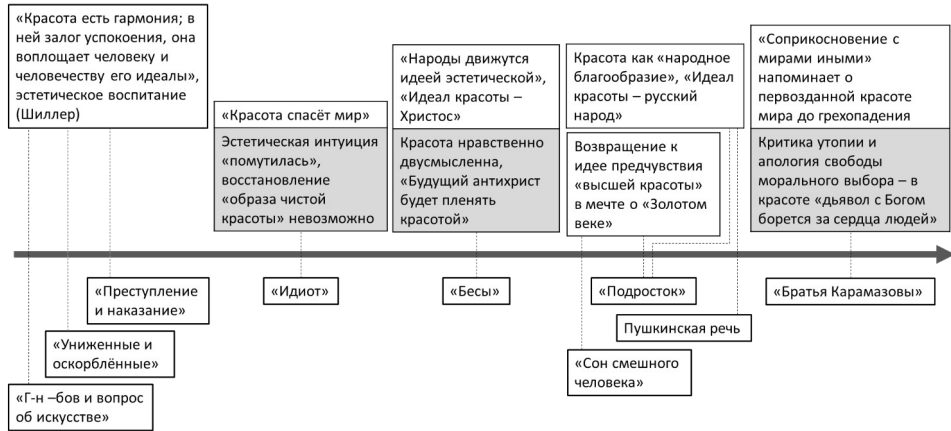 «Красота есть гармония; в
ней залог успокоения, она
воплощает человеку и
человечеству его идеалы»,
эстетическое воспитание
(Шиллер)
«Красота спасёт мир»
Эстетическая интуиция
«помутилась»,
восстановление
«образа чистой
красоты» невозможно
«Народы движутся
идеей эстетической»,
«Идеал красоты –
Христос»
Красота нравственно
двусмысленна,
«Будущий антихрист
будет пленять
красотой»
Красота как «народное
благообразие», «Идеал
красоты – русский
народ»
Возвращение к
идее предчувствия
«высшей красоты»
в мечте о «Золотом
веке»
«Соприкосновение с
мирами иными»
напоминает о
первозданной красоте
мира до грехопадения
Критика утопии и
апология свободы
морального выбора – в
красоте «дьявол с Богом
борется за сердца людей»
«Преступление
и наказание»
«Идиот»
«Бесы»
«Подросток»
«Братья Карамазовы»
Пушкинская речь
«Униженные и
оскорблённые»
«Сон смешного
человека»
«Г-н –бов и вопрос
об искусстве»